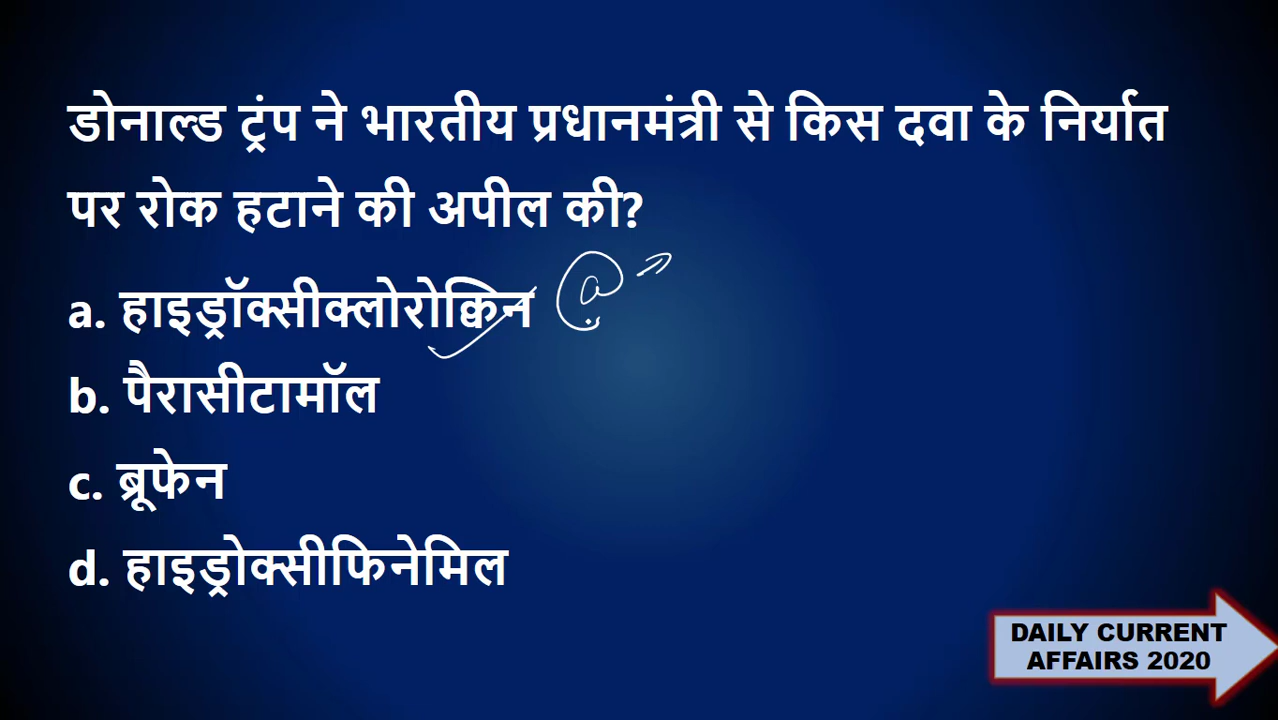 डोनाल्ड ट्रंप ने भारतीय प्रधानमंत्री से किस दवा के निर्यात
पर रोक हटाने की अपील की?
a. हाइड्रॉक्सीक्लोरोक्विन @
b. पैरासीटामॉल
c. ब्रूफेन
d. हाइड्रोक्सीफिनेमिल
DAILY CURRENT
AFFAIRS 2020